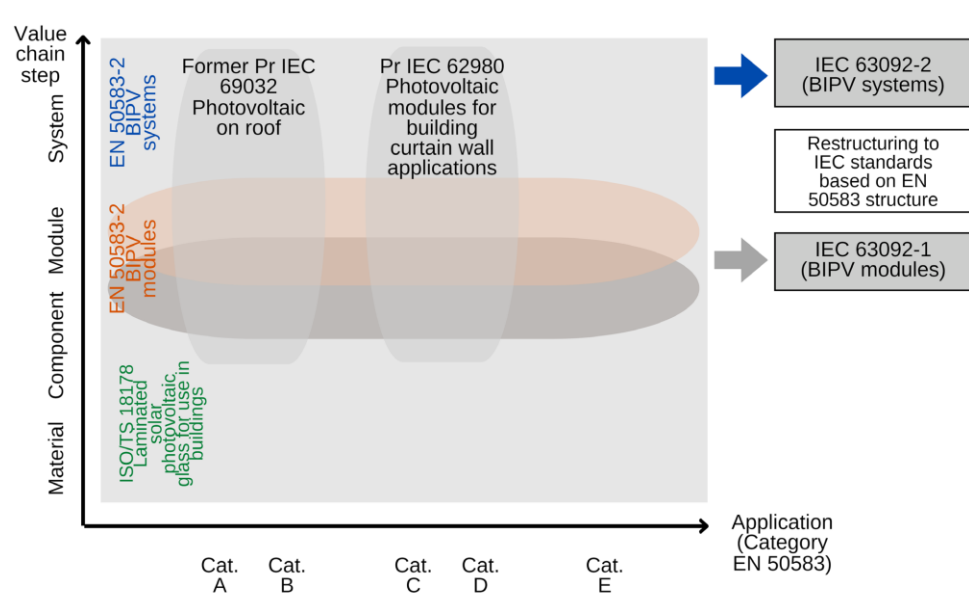 Value
chain
step
System
Module
Component
Material
EN 50583-2
BIPV
systems
EN 50583-2
BIPV
modules
ISO/TS 18178
Laminated
solar
photovoltaic
glass for use in
buildings
Former Pr IEC
69032
Photovoltaic
on roof
Pr IEC 62980
Photovoltaic
modules for
building
curtain wall
applications
IEC 63092-2
(BIPV systems)
Restructuring to
IEC standards
based on EN
50583 structure
IEC 63092-1
(BIPV modules)
Application
(Category
EN 50583)
Cat.
A
Cat.
B
Cat.
C
Cat.
D
Cat.
E